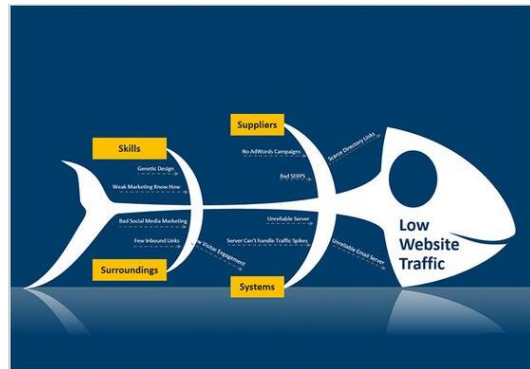 Suppliers
No AdWords Campaigns
Bad SERPS
Scarce Directory Links
Skills
Genetic Design
Weak Marketing Know How
Bad Social Media Marketing
Few Inbound Links
Visitor Engagement
Surroundings
Unreliable Server
Server Can't handle Traffic Spikes
Unreliable Email Server
Systems
Low
Website
Traffic